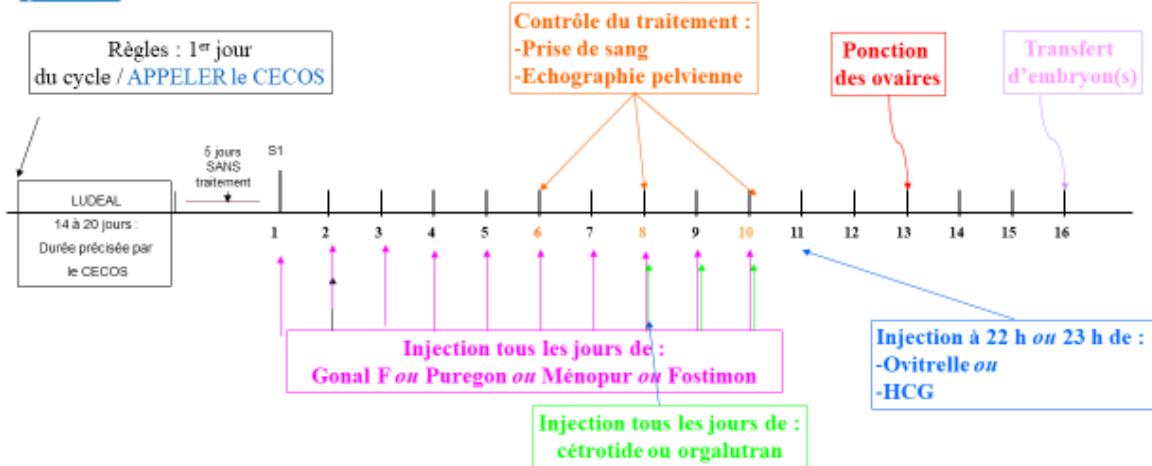 Règles : 1er jour
du cycle / APPELER le CECOS
Contrôle du traitement :
-Prise de sang
-Echographie pelvienne
Ponction
des ovaires
Transfert
d'embryon(s)
5 jours
SANS
traitement
S1
LUDEAL
14 à 20 jours :
Durée précisée par
le CECOS
1 2 3 4 5 6 7 8 9 10 11 12 13 14 15 16
Injection tous les jours de :
Gonal F ou Puregon ou Ménopur ou Fostimon
Injection à 22 h ou 23 h de :
-Ovitrelle ou
-HCG
Injection tous les jours de :
cétrotide ou orgalutran